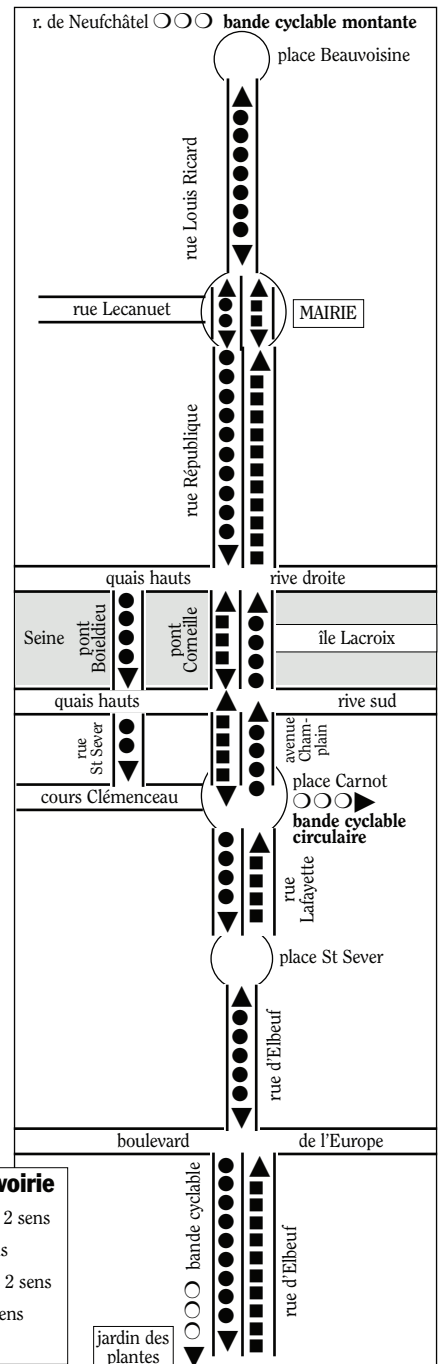 r. de Neufchâtel ❍❍❍ bande cyclable montante
place Beauvoisine
rue Louis Ricard
rue Lecanuet
MAIRIE
rue République
quais hauts rive droite
Seine
pont
Boieldieu
pont
Corneille
île Lacroix
quais hauts rive sud
rue
St Sever
avenue
Cham-
plain
cours Clémenceau
place Carnot
❍❍❍▶
bande cyclable
circulaire
rue
Lafayette
place St Sever
rue d'Elbeuf
boulevard de l'Europe
bande cyclable
rue d'Elbeuf
jardin des
plantes
voirie
2 sens
2 sens